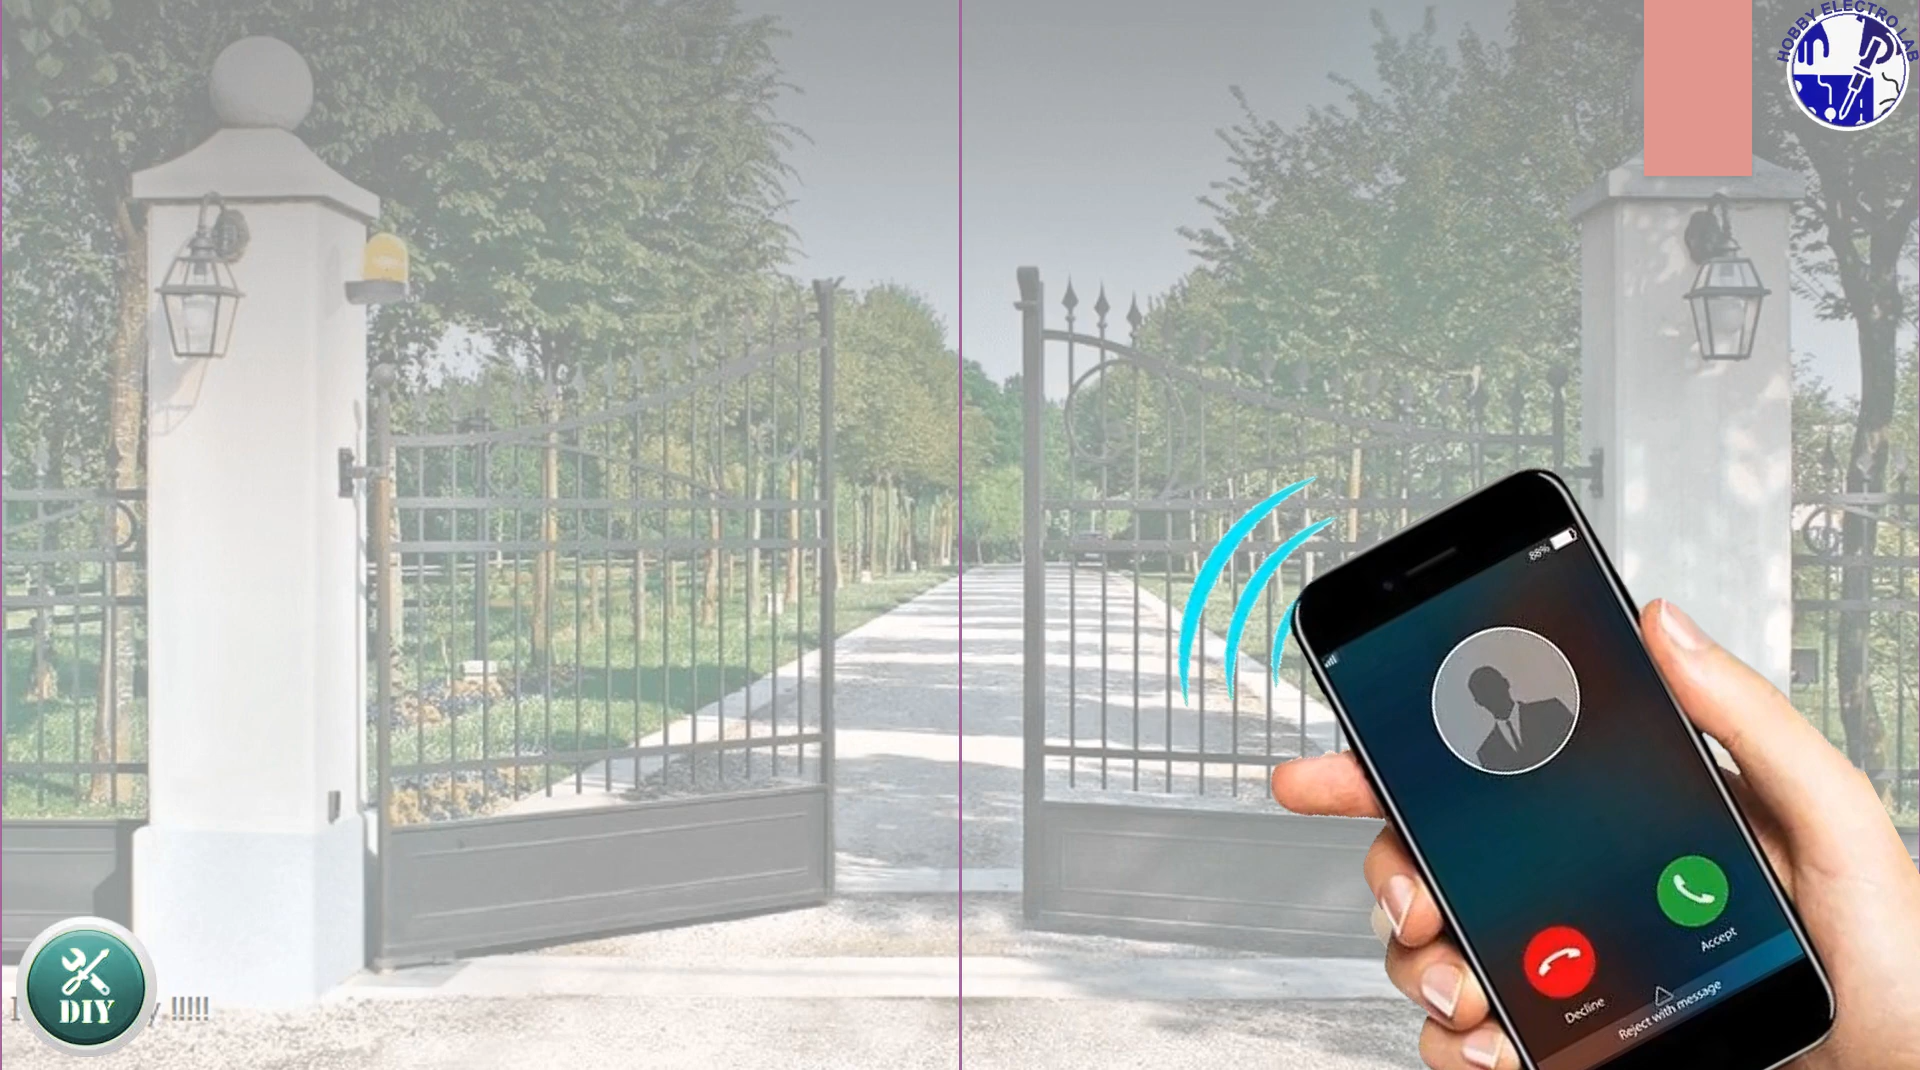 HOBBY ELECTRO LAB
88%
Accept
Decline
Reject with message
DIY
!!!!!